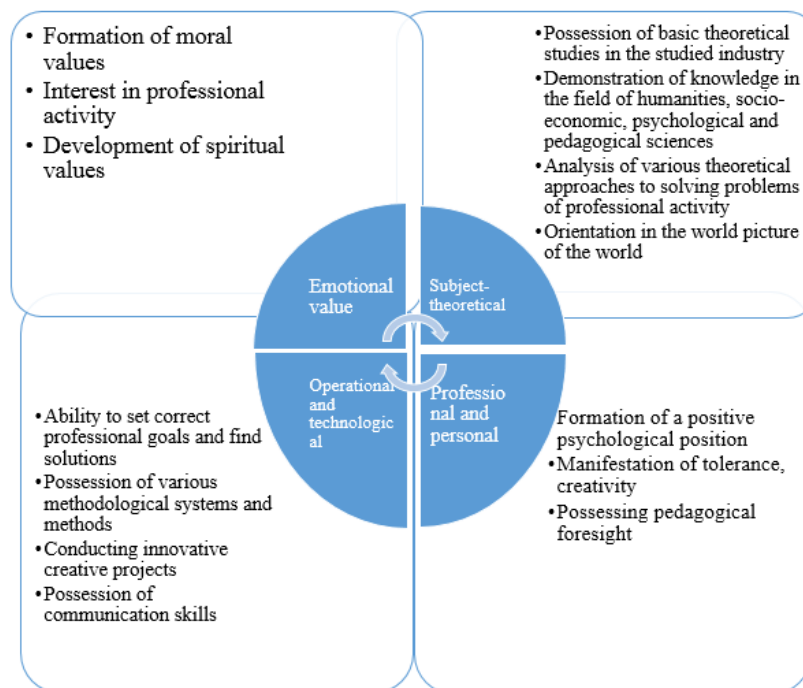 • Formation of moral
values
• Interest in professional
activity
• Development of spiritual
values
•Possession of basic theoretical
studies in the studied industry
•Demonstration of knowledge in
the field of humanities, socio-
economic, psychological and
pedagogical sciences
•Analysis of various theoretical
approaches to solving problems
of professional activity
•Orientation in the world picture
of the world
Emotional
value
Subject-
theoretical
Operational
and
technologic
al
Professio
nal and
personal
•Ability to set correct
professional goals and find
solutions
•Possession of various
methodological systems and
methods
•Conducting innovative
creative projects
•Possession of
communication skills
Formation of a positive
psychological position
•Manifestation of tolerance,
creativity
•Possessing pedagogical
foresight